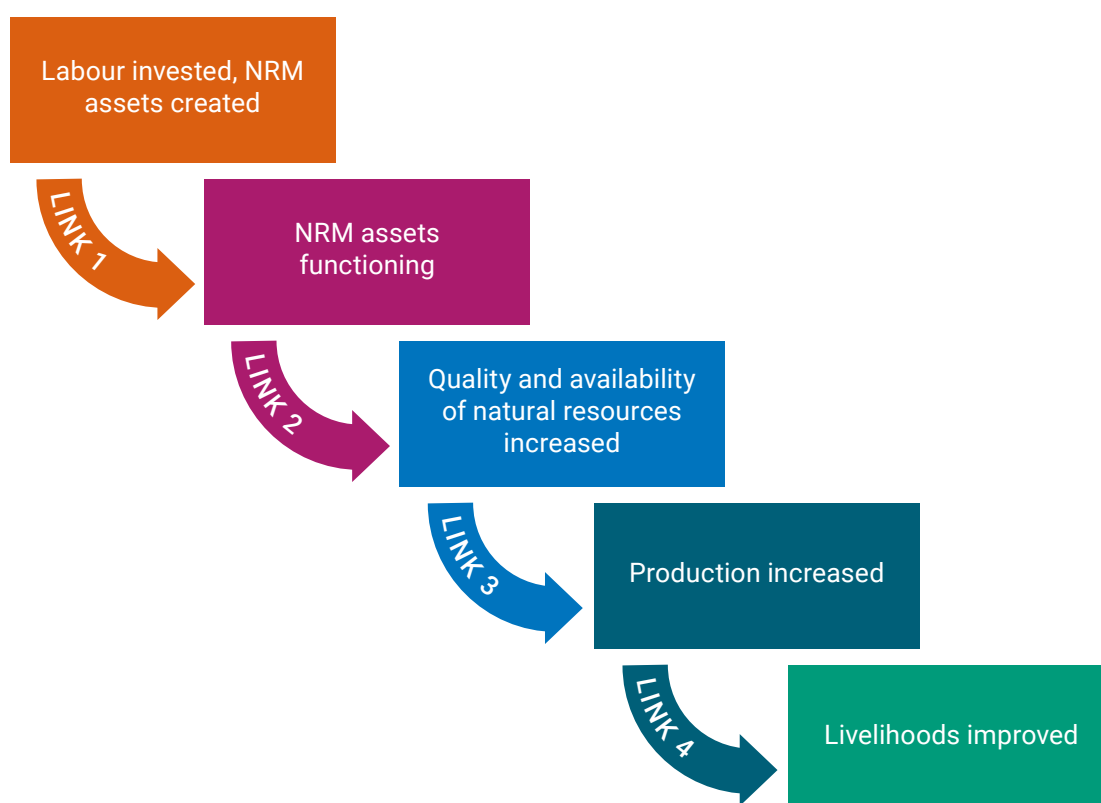 Labour invested, NRM
assets created
LINK 1
NRM assets
functioning
LINK 2
Quality and availability
of natural resources
increased
LINK 3
Production increased
LINK 4
Livelihoods improved